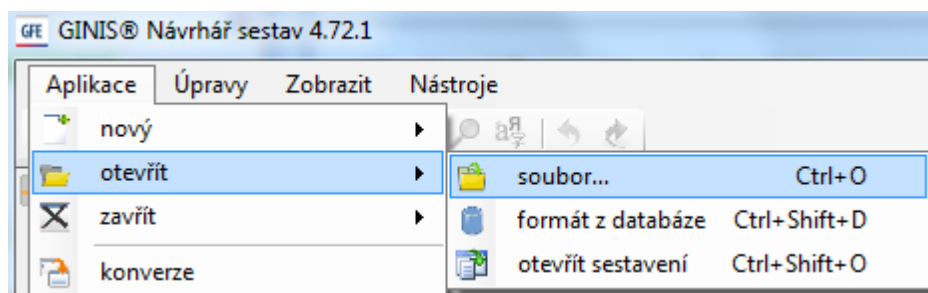 GFE GINIS® Návrhář sestav 4.72.1
Aplikace Úpravy Zobrazit Nástroje
nový
otevřít
soubor... Ctrl+O
zavřít
formát z databáze Ctrl+Shift+D
konverze
otevřít sestavení Ctrl+Shift+O